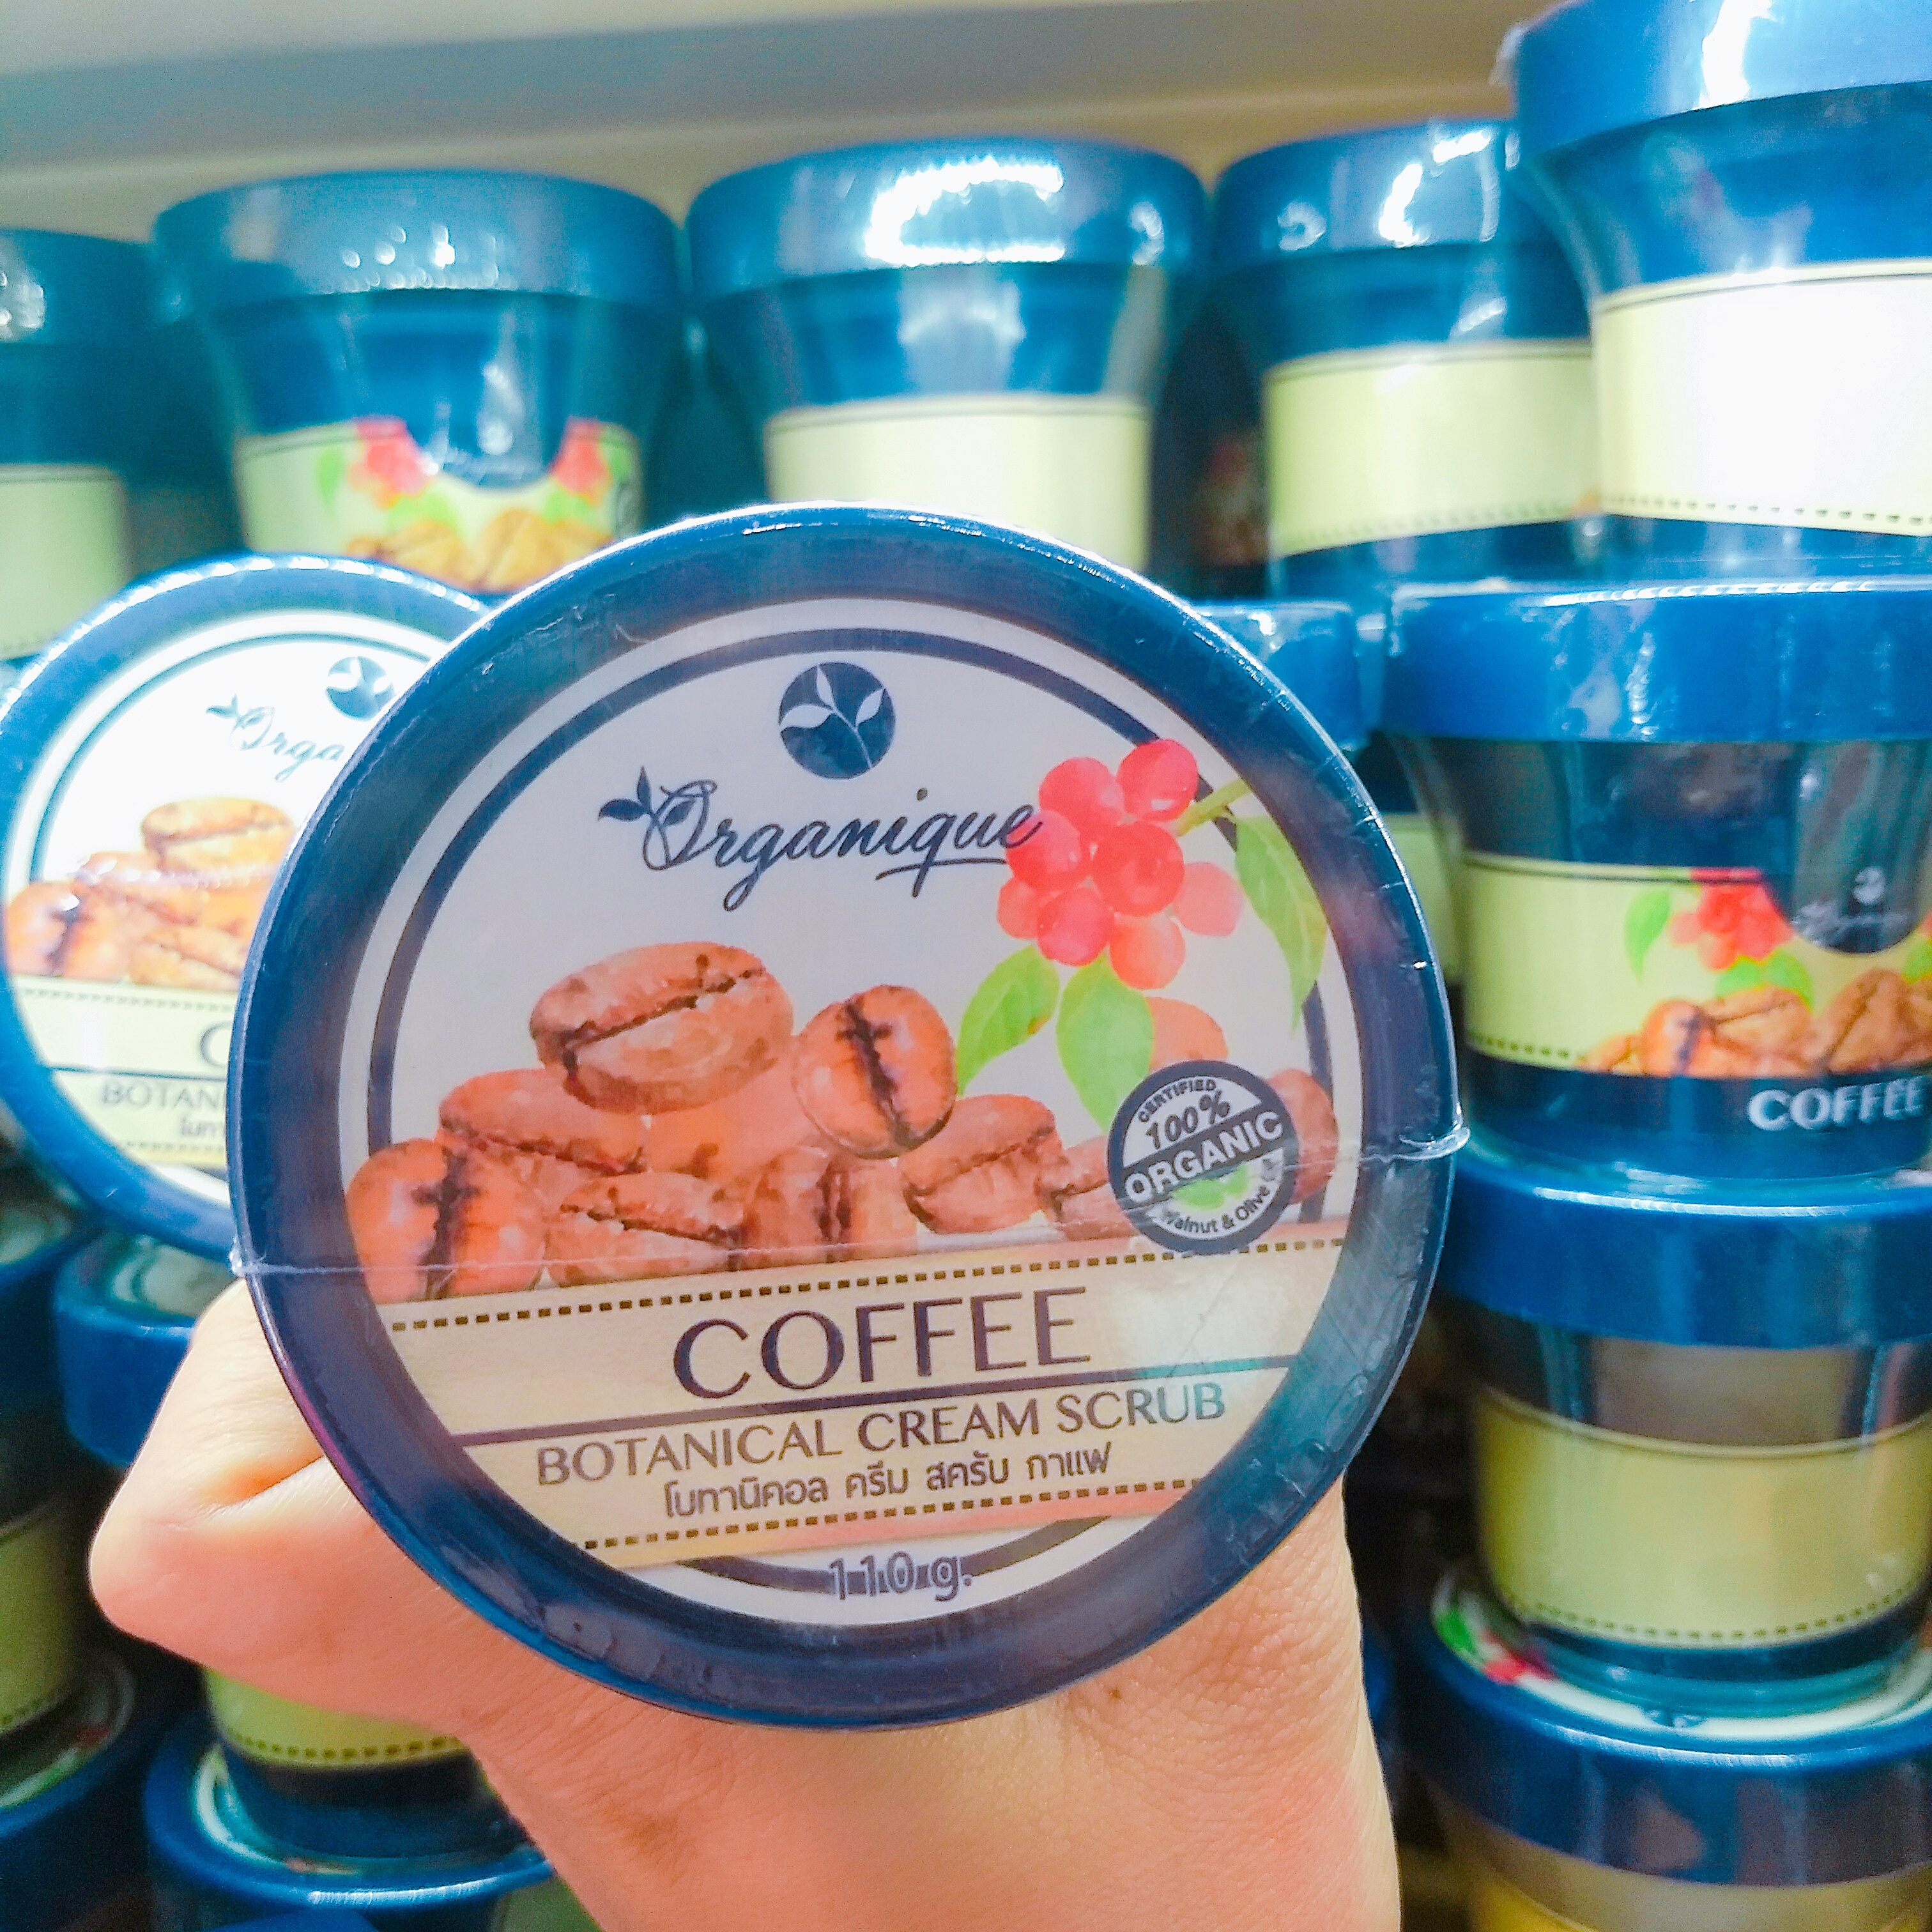 Organique
CERTIFIED
100%
ORGANIC
Walnut & Olive
COFFEE
BOTANICAL CREAM SCRUB
โบทานิคอล ครีม สครับ กาแฟ
110 g.
COFFEE